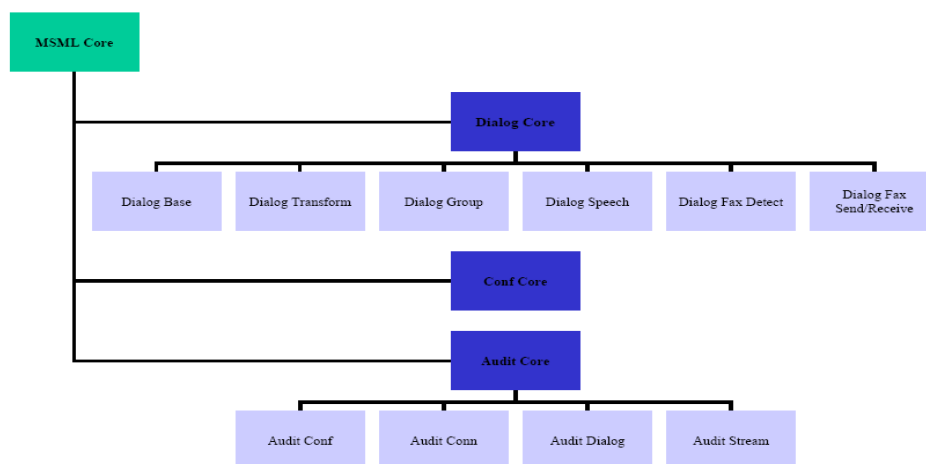 MSML Core
Dialog Core
Dialog Base
Dialog Transform
Dialog Group
Dialog Speech
Dialog Fax Detect
Dialog Fax
Send/Receive
Conf Core
Audit Core
Audit Conf
Audit Conn
Audit Dialog
Audit Stream